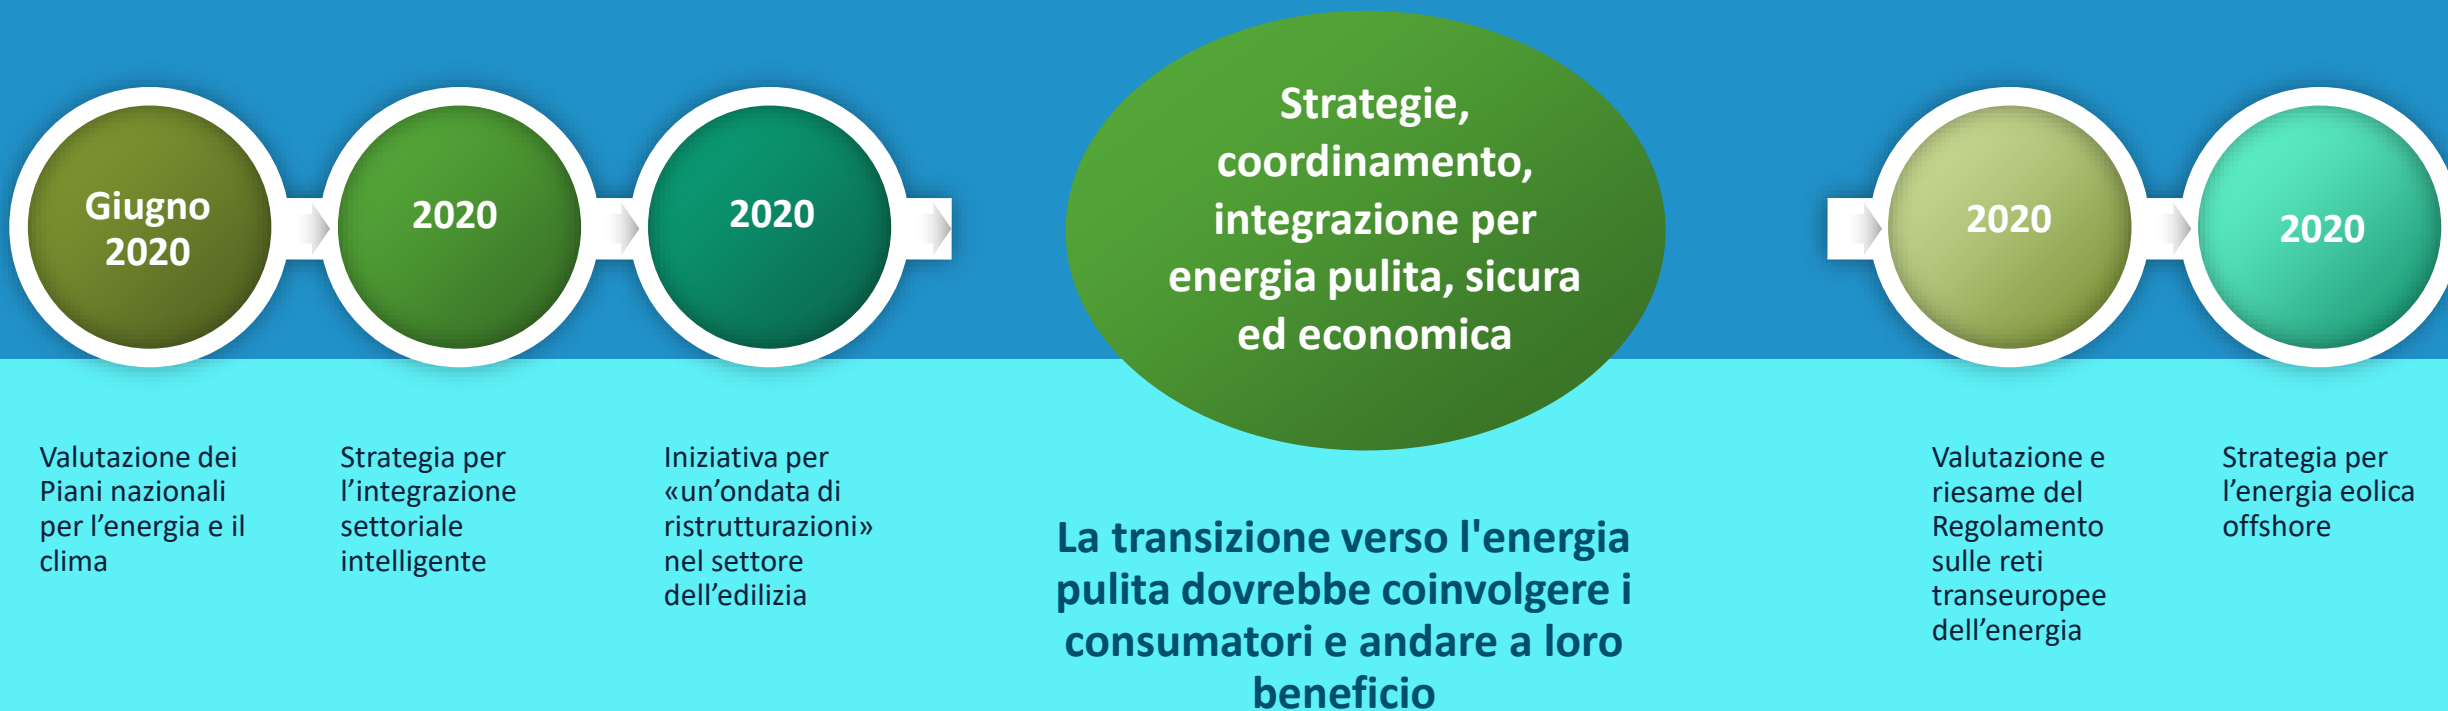 Giugno
2020
2020
2020
Strategie,
coordinamento,
integrazione per
energia pulita, sicura
ed economica
2020
2020
Valutazione dei
Piani nazionali
per l’energia e il
clima
Strategia per
l’integrazione
settoriale
intelligente
Iniziativa per
«un’ondata di
ristrutturazioni»
nel settore
dell’edilizia
La transizione verso l'energia
pulita dovrebbe coinvolgere i
consumatori e andare a loro
beneficio
Valutazione e
riesame del
Regolamento
sulle reti
transeuropee
dell’energia
Strategia per
l’energia eolica
offshore